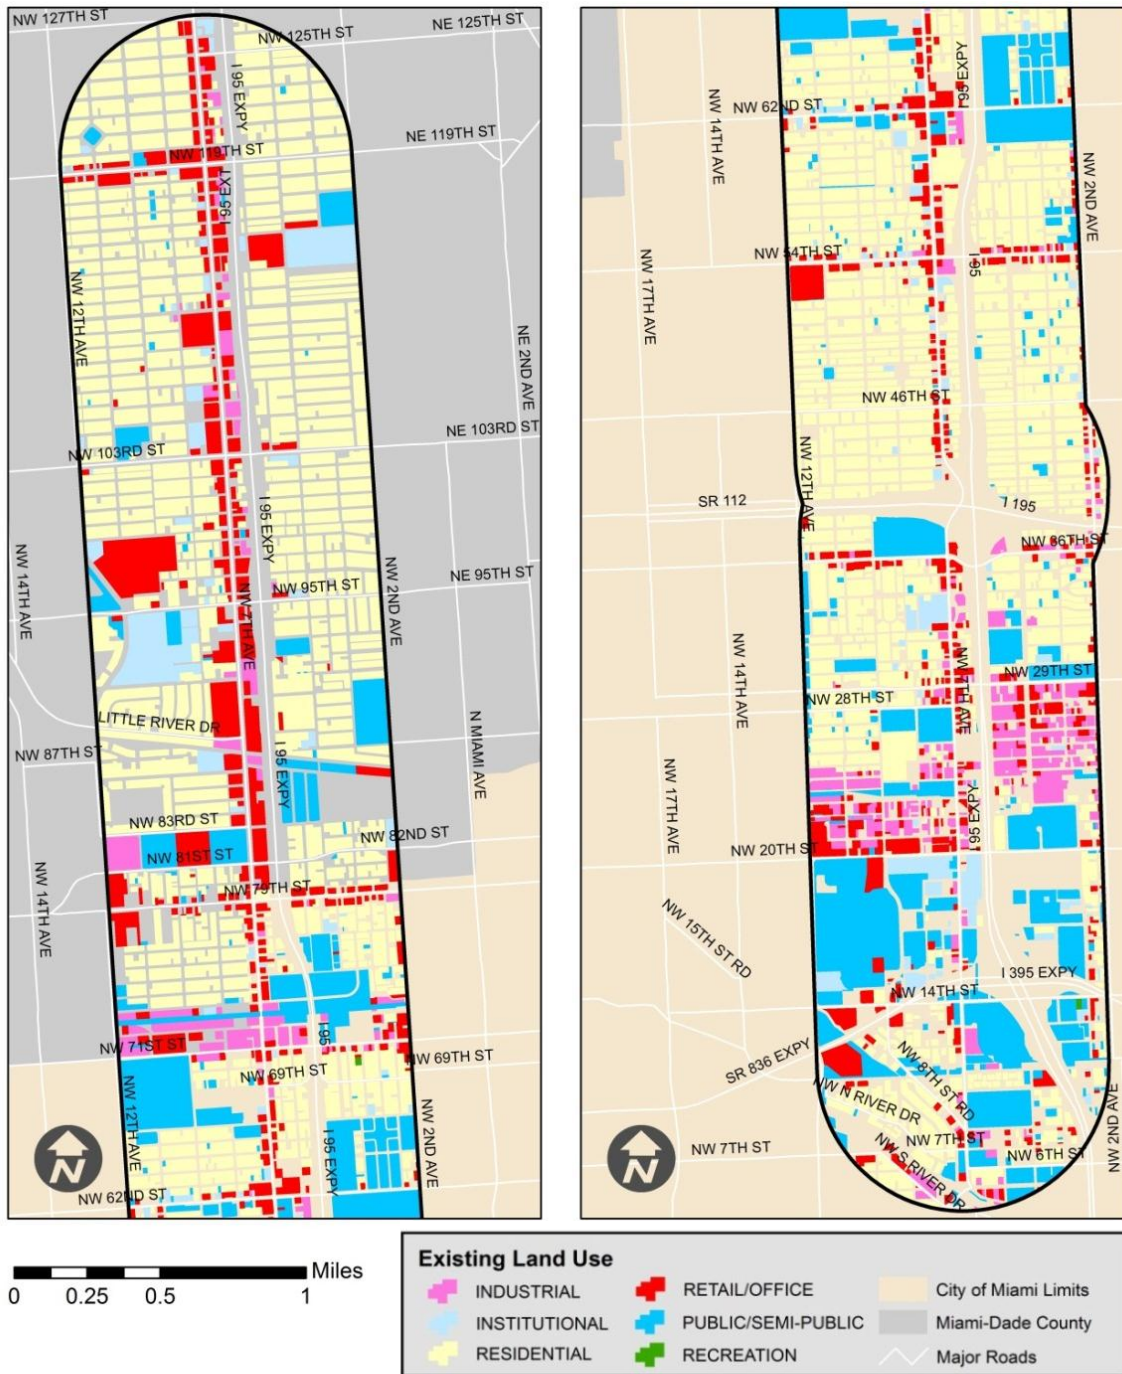 NW 127TH ST
NE 125TH ST
NW 125TH ST
I 95 EXPY
NE 119TH ST
NW 119TH ST
I 95 EXT
NW 12TH AVE
NE 2ND AVE
NE 103RD ST
NW 103RD ST
I 95 EXPY
NW 14TH AVE
NE 95TH ST
NW 95TH ST
NW 7TH AVE
NW 2ND AVE
LITTLE RIVER DR
N MIAMI AVE
NW 87TH ST
I 95 EXPY
NW 83RD ST
NW 82ND ST
NW 81ST ST
NW 79TH ST
NW 14TH AVE
I 95
NW 71ST ST
NW 69TH ST
NW 69TH ST
NW 12TH AVE
NW 2ND AVE
I 95 EXPY
N
NW 62ND ST
I 95 EXPY
NW 62ND ST
NW 14TH AVE
NW 2ND AVE
NW 54TH ST
I 95
NW 17TH AVE
NW 46TH ST
NW 12TH AVE
SR 112
I 195
NW 36TH ST
NW 14TH AVE
NW 7TH AVE
NW 29TH ST
NW 28TH ST
NW 17TH AVE
I 95 EXPY
NW 20TH ST
NW 15TH ST RD
I 395 EXPY
NW 14TH ST
SR 836 EXPY
NW 8TH ST RD
NW N RIVER DR
NW 7TH ST
NW 7TH ST
NW 6TH ST
NW S RIVER DR
NW 2ND AVE
N
Miles
0 0.25 0.5 1
Existing Land Use
INDUSTRIAL
INSTITUTIONAL
RESIDENTIAL
RETAIL/OFFICE
PUBLIC/SEMI-PUBLIC
RECREATION
City of Miami Limits
Miami-Dade County
Major Roads